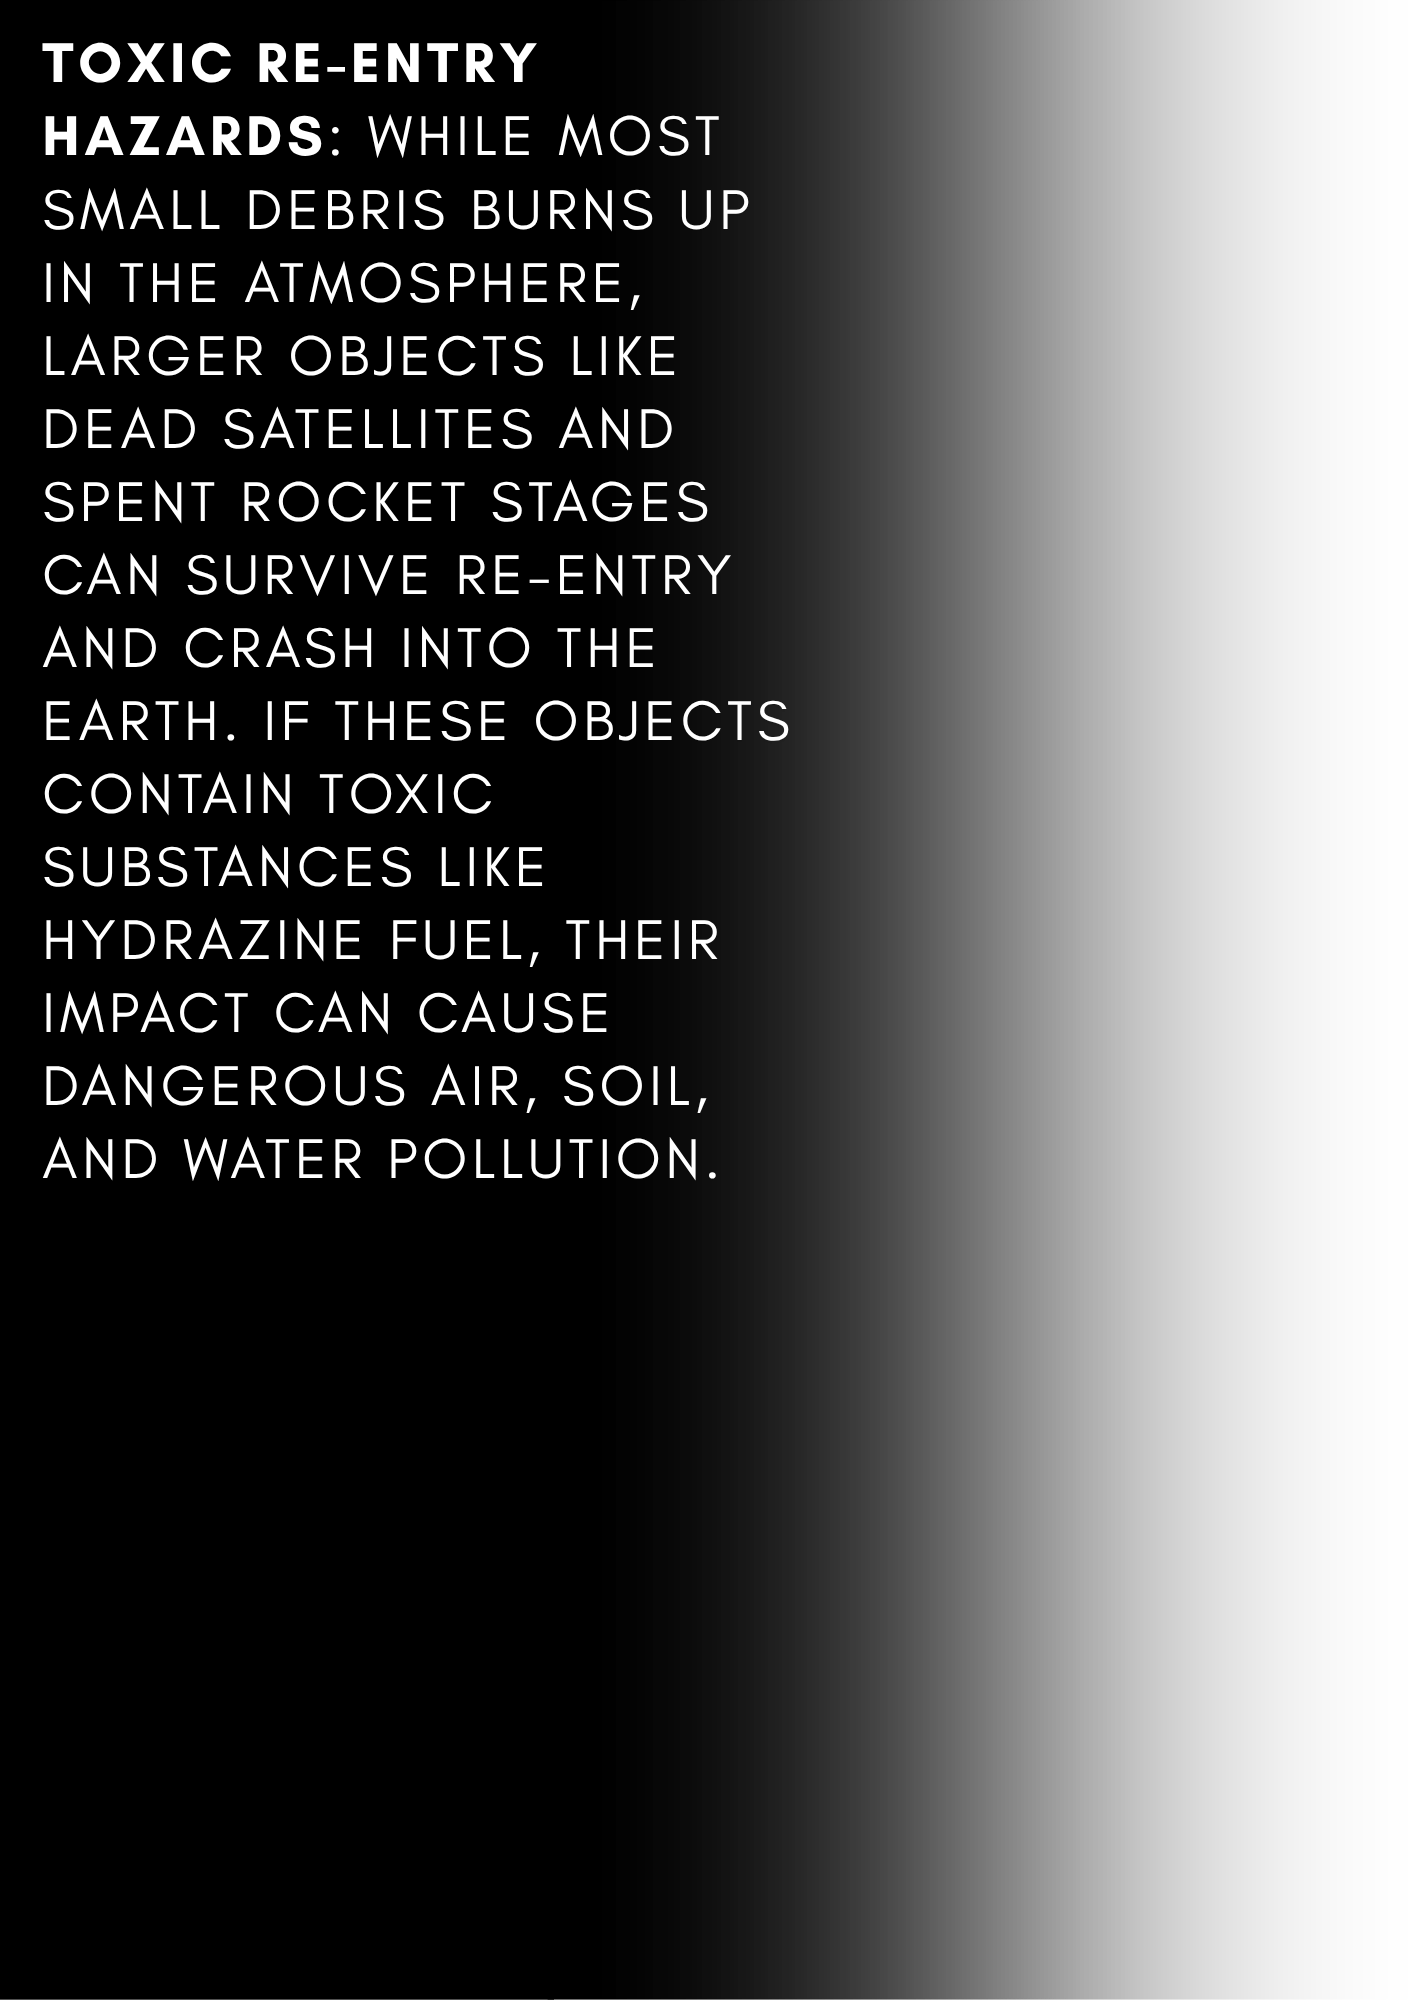 TOXIC RE-ENTRY
HAZARDS: WHILE MOST
SMALL DEBRIS BURNS UP
IN THE ATMOSPHERE,
LARGER OBJECTS LIKE
DEAD SATELLITES AND
SPENT ROCKET STAGES
CAN SURVIVE RE-ENTRY
AND CRASH INTO THE
EARTH. IF THESE OBJECTS
CONTAIN TOXIC
SUBSTANCES LIKE
HYDRAZINE FUEL, THEIR
IMPACT CAN CAUSE
DANGEROUS AIR, SOIL,
AND WATER POLLUTION.